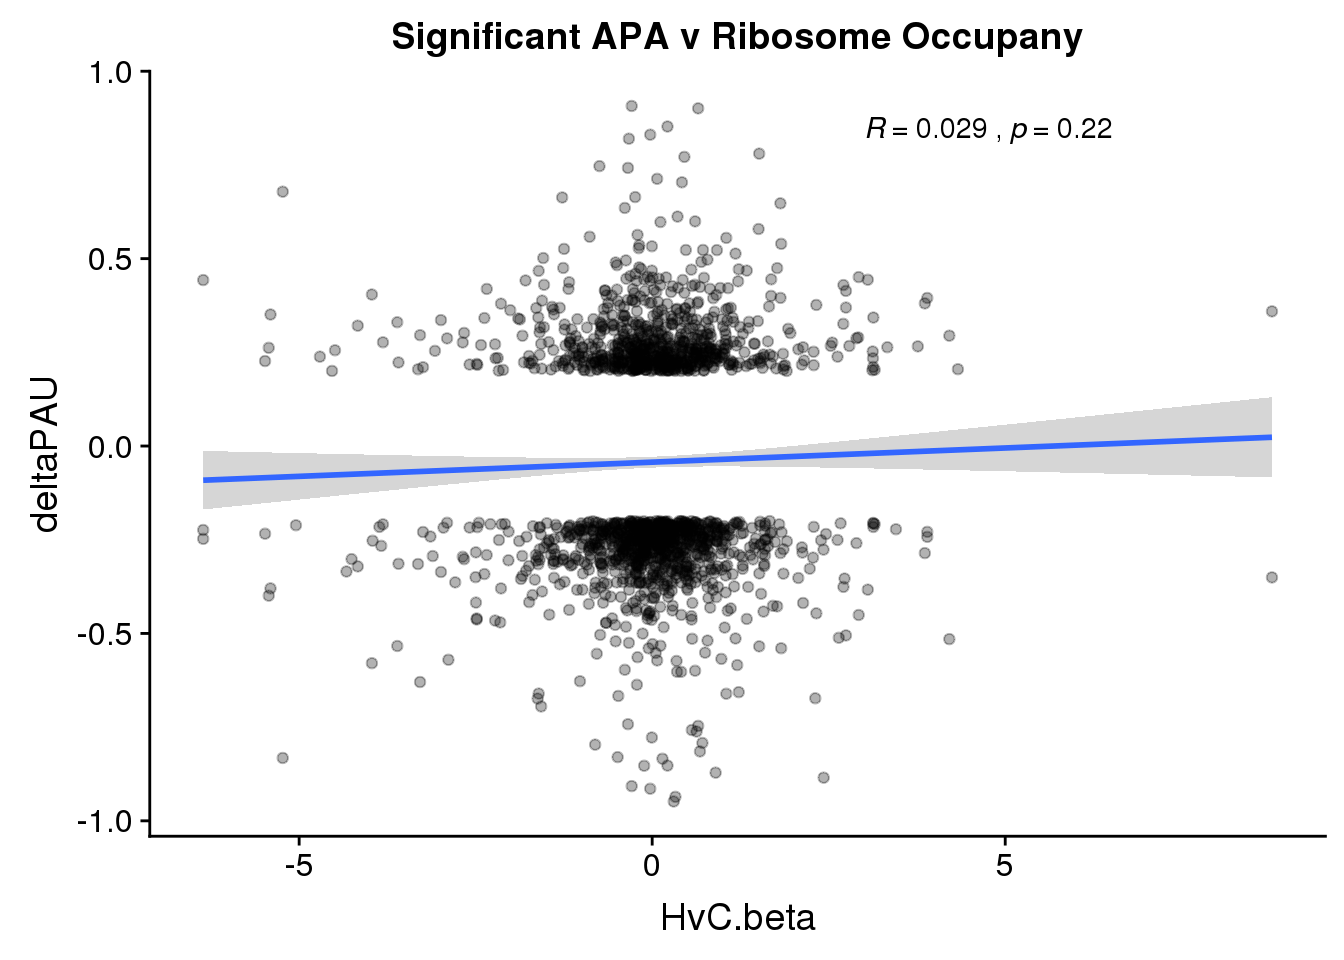 Significant APA v Ribosome Occupany
1.0
R = 0.029 , p = 0.22
0.5
0.0
-0.5
-1.0
deltaPAU
-5 0 5
HvC.beta